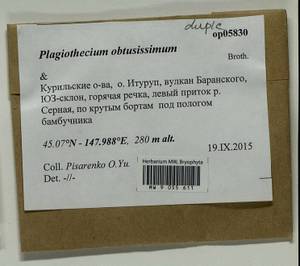 duple
op05830
Plagiothecium obtusissimum
Broth.
&
Курильские о-ва, о. Итуруп, вулкан Баранского,
ЮЗ-склон, горячая речка, левый приток р.
Серная, по крутым бортам под пологом
бамбучника
45.07°N - 147.988°E, 280 m alt.
19.IX.2015
Coll. Pisarenko O.Yu.
Det. -//-
Herbarium MW, Bryophyta
MW 9 055 611